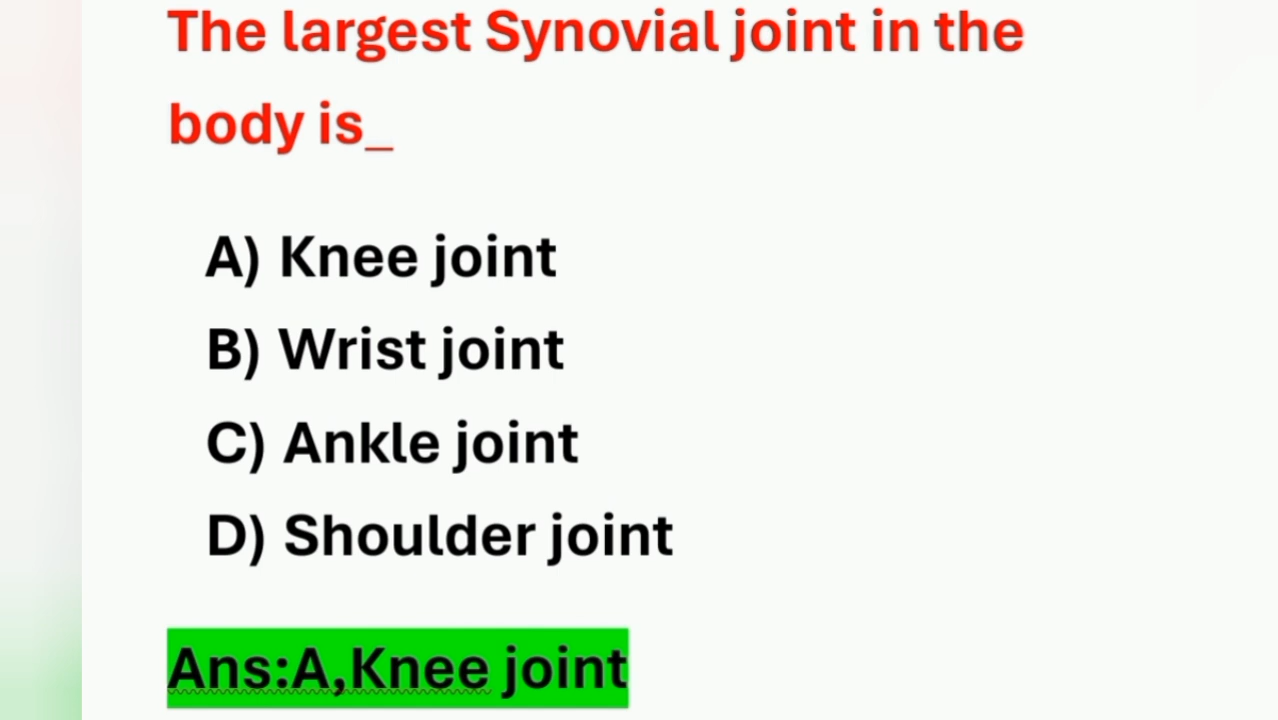 The largest Synovial joint in the
body is_
A) Knee joint
B) Wrist joint
C) Ankle joint
D) Shoulder joint
Ans:A,Knee joint